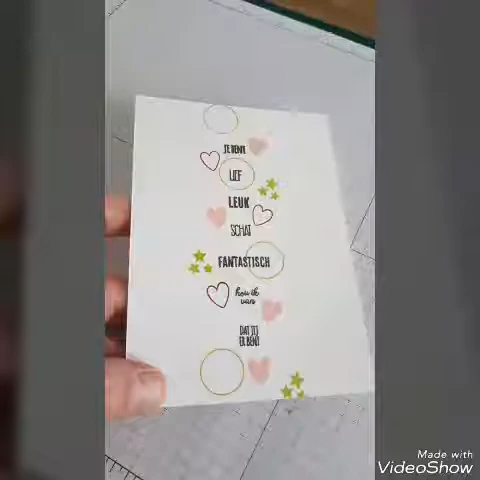 JE BENT
LIEF
LEUK
SCHAT
FANTASTISCH
hou ik
van
DAT JIJ
ER BENT
Made with
VideoShow